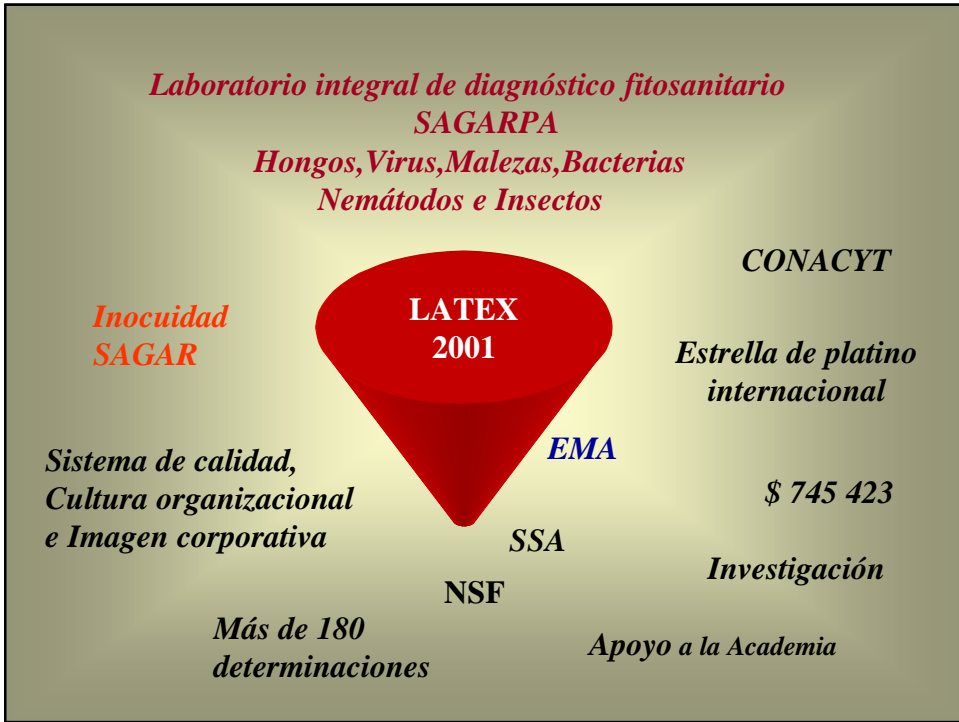 Laboratorio integral de diagnóstico fitosanitario
SAGARPA
Hongos,Virus,Malezas,Bacterias
Nemátodos e Insectos
CONACYT
Inocuidad
SAGAR
LATEX
2001
Estrella de platino
internacional
EMA
Sistema de calidad,
Cultura organizacional
e Imagen corporativa
$ 745 423
SSA
Investigación
NSF
Más de 180
determinaciones
Apoyo a la Academia